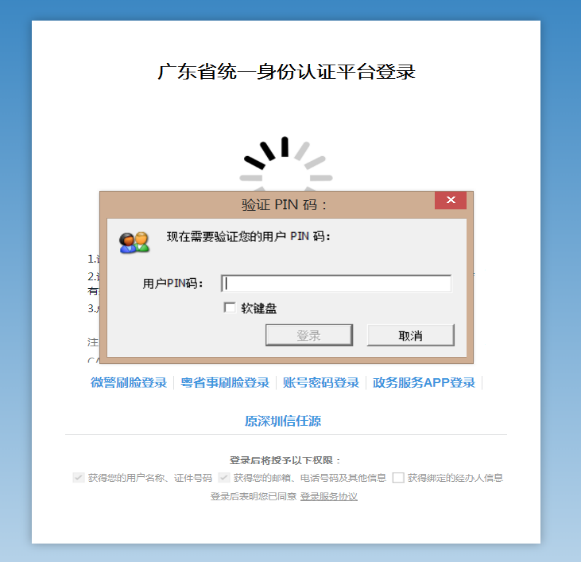 广东省统一身份认证平台登录
验证 PIN 码：
现在需要验证您的用户 PIN 码：
用户PIN码：
软键盘
登录 取消
1.
2.
有
3.
注
微警刷脸登录 粤省事刷脸登录 账号密码登录 政务服务APP登录
原深圳信任源
登录后将授予以下权限：
获得您的用户名称、证件号码 获得您的邮箱、电话号码及其他信息 获得绑定的经办人信息
登录后表明您已同意 登录服务协议